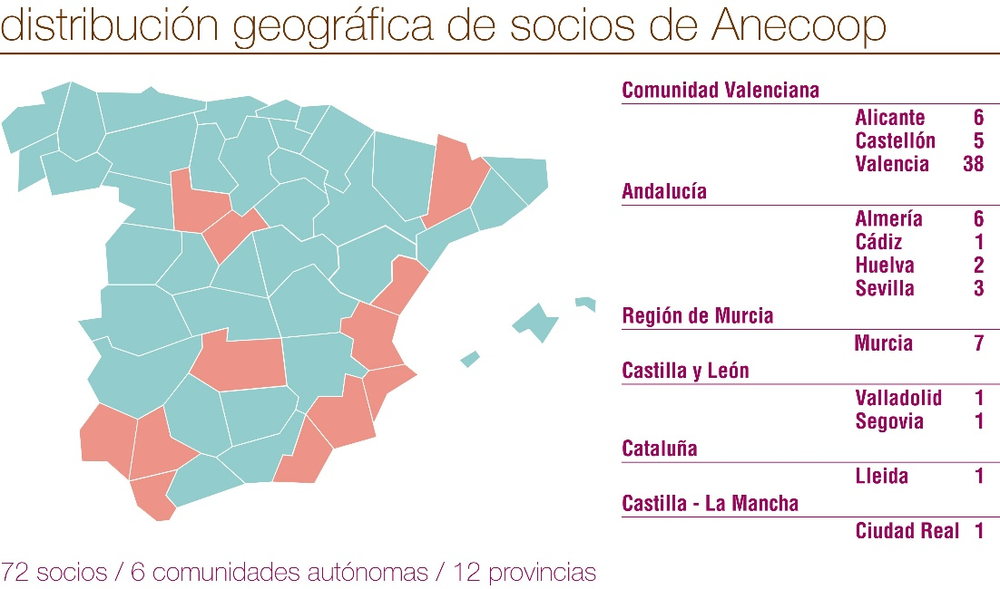 distribución geográfica de socios de Anecoop
Comunidad Valenciana
Alicante 6
Castellón 5
Valencia 38
Andalucía
Almería 6
Cádiz 1
Huelva 2
Sevilla 3
Región de Murcia
Murcia 7
Castilla y León
Valladolid 1
Segovia 1
Cataluña
Lleida 1
Castilla - La Mancha
Ciudad Real 1
72 socios / 6 comunidades autónomas / 12 provincias